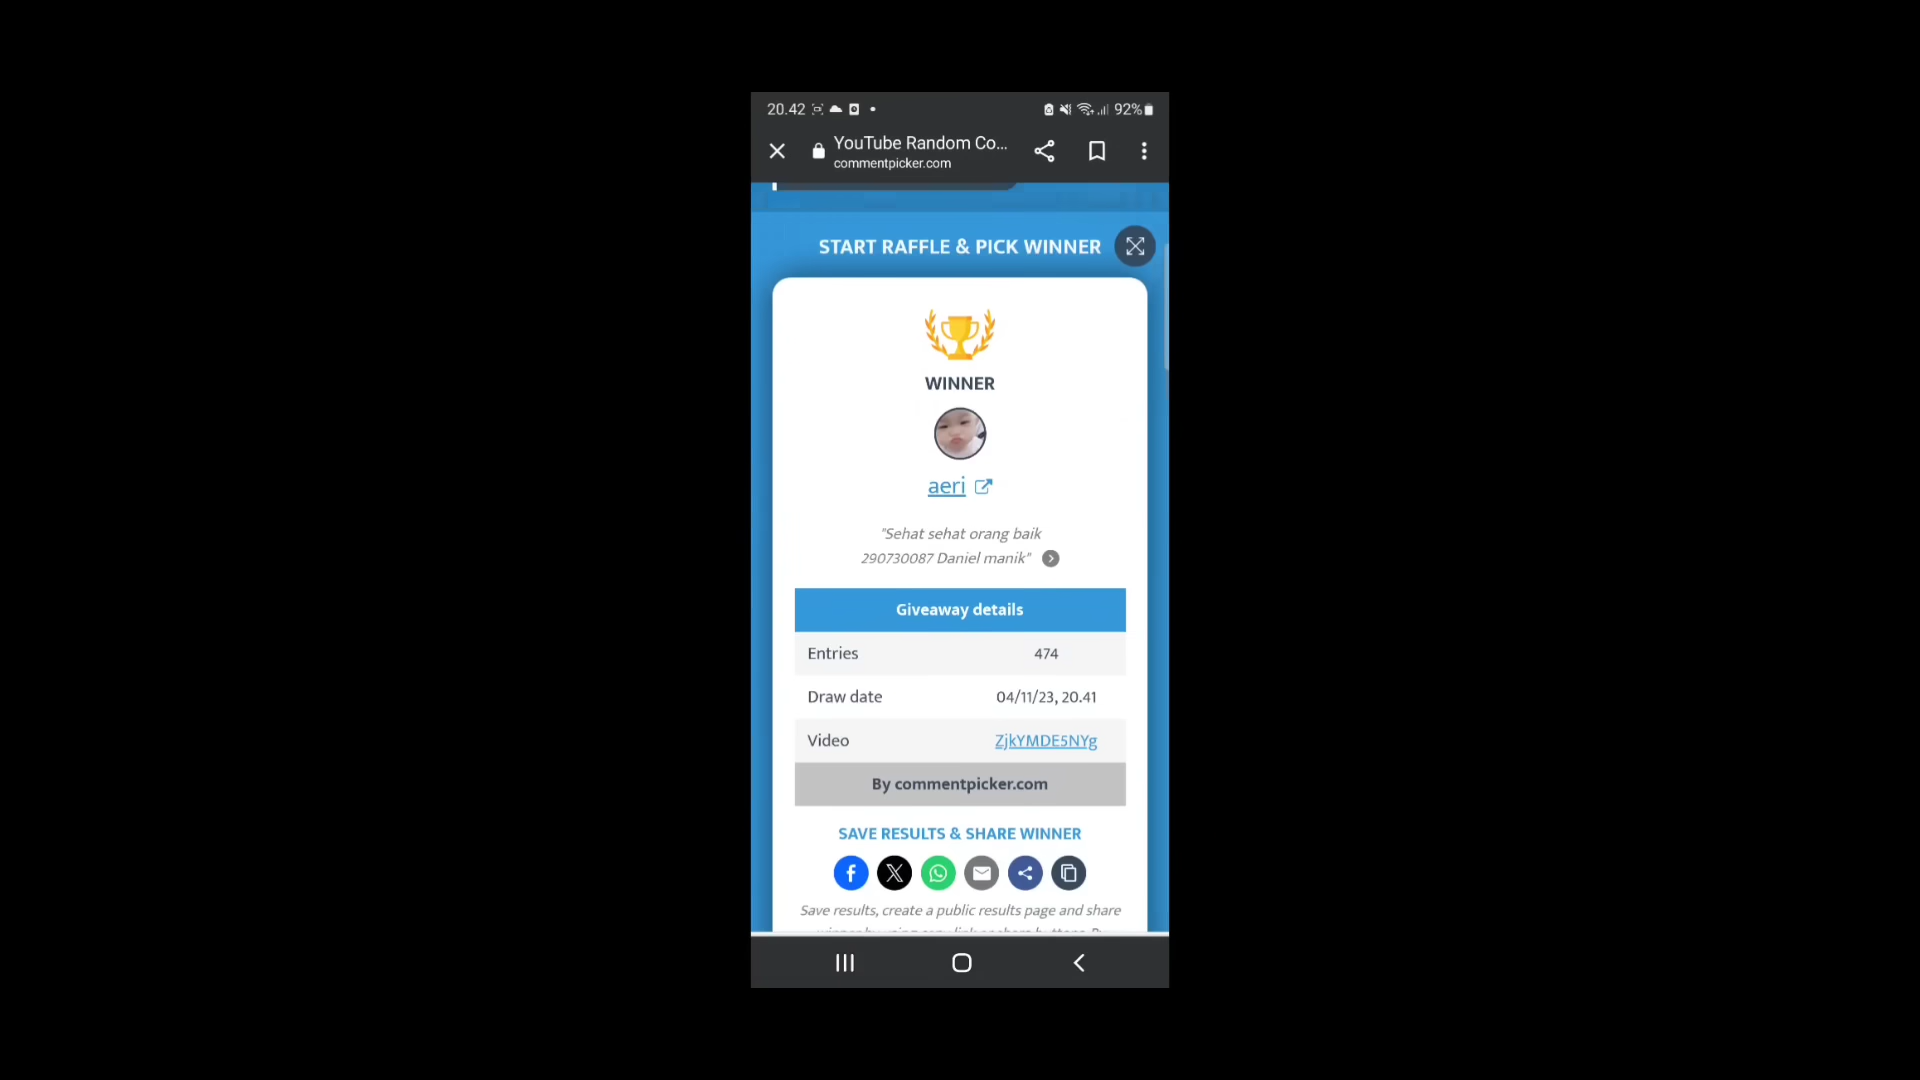 20.42
92%
YouTube Random Co...
commentpicker.com
START RAFFLE & PICK WINNER
WINNER
aeri
"Sehat sehat orang baik
290730087 Daniel manik"
Giveaway details
Entries 474
Draw date 04/11/23, 20.41
Video ZjkYMDE5NYg
By commentpicker.com
SAVE RESULTS & SHARE WINNER
Save results, create a public results page and share